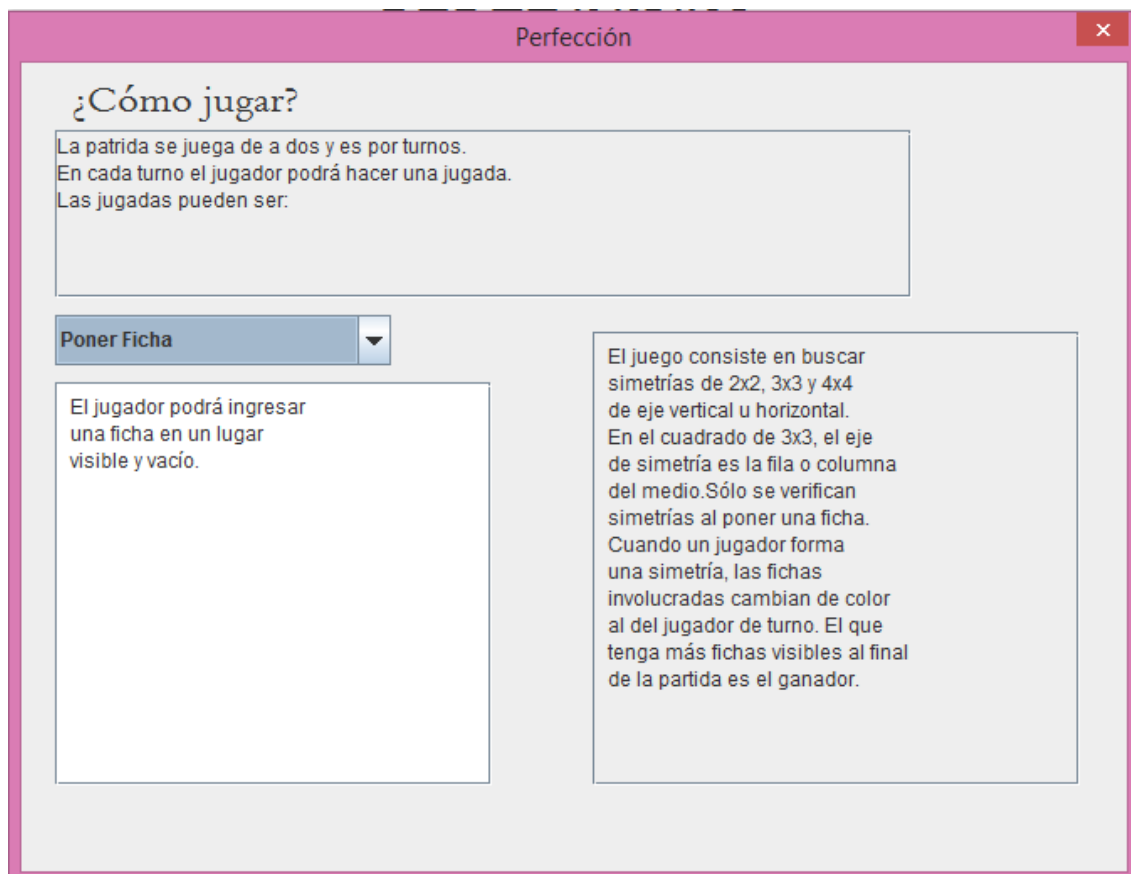 Perfección
¿Cómo jugar?
La patrida se juega de a dos y es por turnos.
En cada turno el jugador podrá hacer una jugada.
Las jugadas pueden ser:
Poner Ficha
El jugador podrá ingresar
una ficha en un lugar
visible y vacío.
El juego consiste en buscar
simetrías de 2x2, 3x3 y 4x4
de eje vertical u horizontal.
En el cuadrado de 3x3, el eje
de simetría es la fila o columna
del medio.Sólo se verifican
simetrías al poner una ficha.
Cuando un jugador forma
una simetría, las fichas
involucradas cambian de color
al del jugador de turno. El que
tenga más fichas visibles al final
de la partida es el ganador.